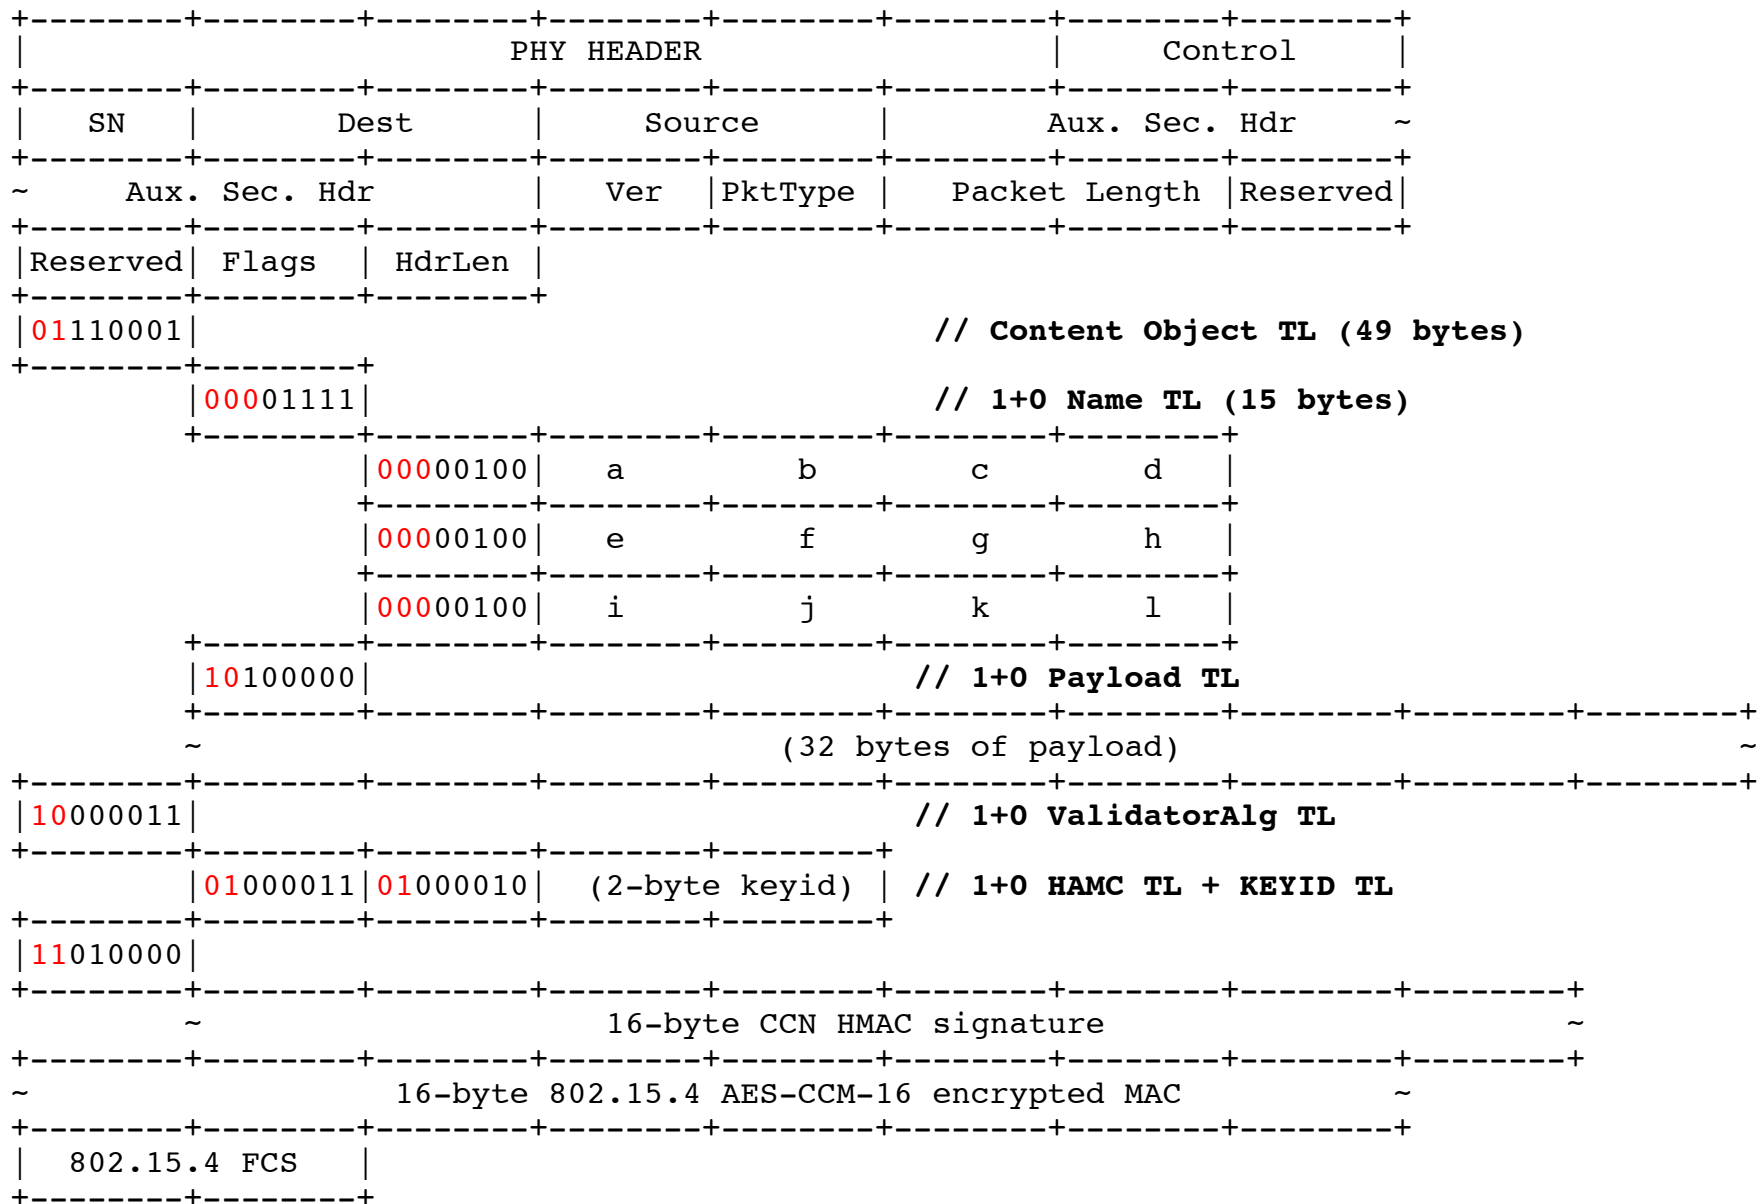 +--------+--------+--------+--------+--------+--------+--------+--------+
| PHY HEADER | Control |
+--------+--------+--------+--------+--------+--------+--------+--------+
| SN | Dest | Source | Aux. Sec. Hdr ~
+--------+--------+--------+--------+--------+--------+--------+--------+
~ Aux. Sec. Hdr | Ver |PktType | Packet Length |Reserved|
+--------+--------+--------+--------+--------+--------+--------+--------+
|Reserved| Flags | HdrLen |
+--------+--------+--------+
|01110001| // Content Object TL (49 bytes)
+--------+--------+
|00001111| // 1+0 Name TL (15 bytes)
+--------+--------+--------+--------+--------+--------+
|00000100| a b c d |
+--------+--------+--------+--------+--------+
|00000100| e f g h |
+--------+--------+--------+--------+--------+
|00000100| i j k l |
+--------+--------+--------+--------+--------+--------+
|10100000| // 1+0 Payload TL
+--------+--------+--------+--------+--------+--------+--------+--------+--------+
~ (32 bytes of payload) ~
+--------+--------+--------+--------+--------+--------+--------+--------+--------+--------+
|10000011| // 1+0 ValidatorAlg TL
+--------+--------+--------+--------+--------+
|01000011|01000010| (2-byte keyid) | // 1+0 HAMC TL + KEYID TL
+--------+--------+--------+--------+--------+
|11010000|
+--------+--------+--------+--------+--------+--------+--------+--------+--------+
~ 16-byte CCN HMAC signature ~
+--------+--------+--------+--------+--------+--------+--------+--------+--------+
~ 16-byte 802.15.4 AES-CCM-16 encrypted MAC ~
+--------+--------+--------+--------+--------+--------+--------+--------+
| 802.15.4 FCS |
+--------+--------+